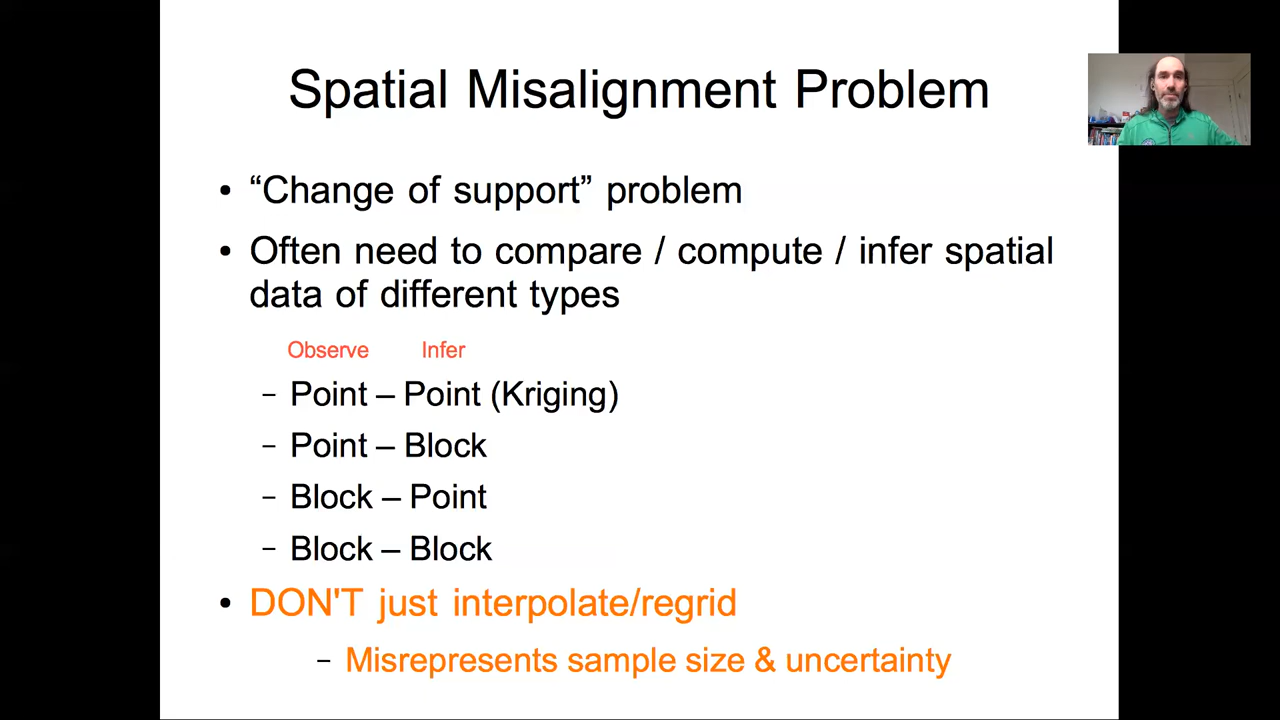 Spatial Misalignment Problem
• “Change of support” problem
• Often need to compare / compute / infer spatial
data of different types
Observe Infer
– Point – Point (Kriging)
– Point – Block
– Block – Point
– Block – Block
• DON'T just interpolate/regrid
– Misrepresents sample size & uncertainty